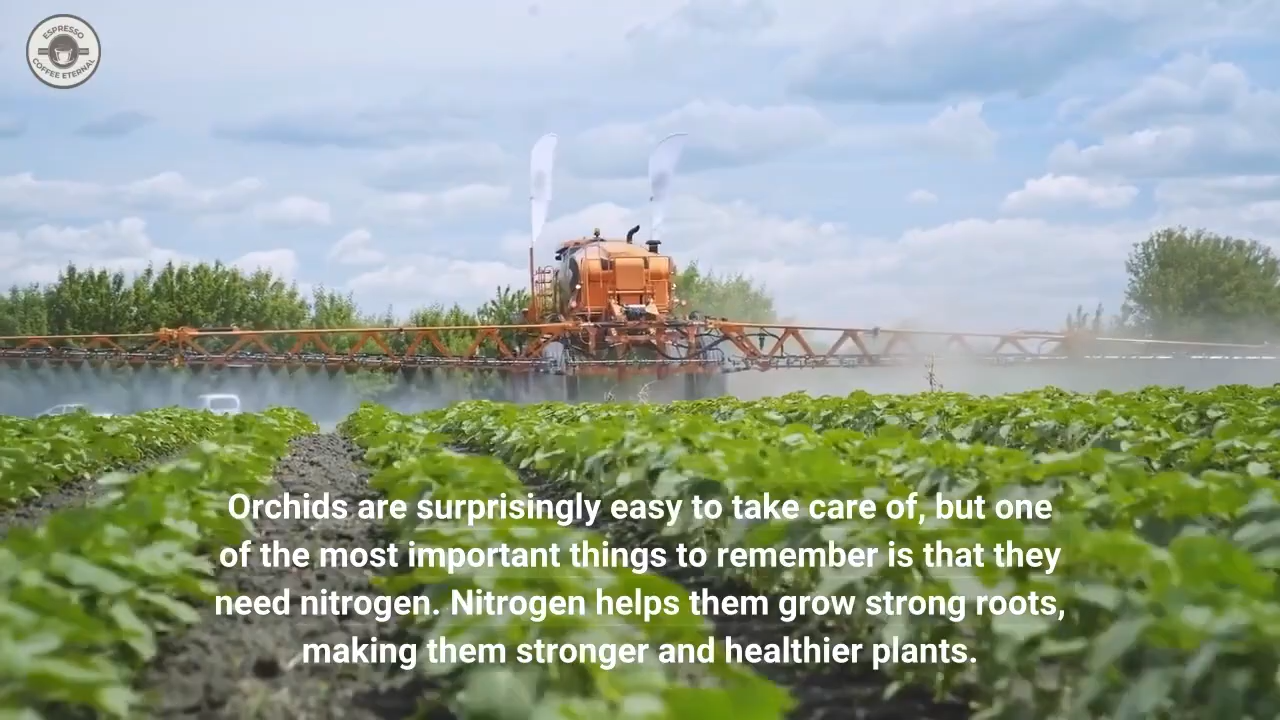 ESPRESSO
COFFEE ETERNAL
Orchids are surprisingly easy to take care of, but one
of the most important things to remember is that they
need nitrogen. Nitrogen helps them grow strong roots,
making them stronger and healthier plants.